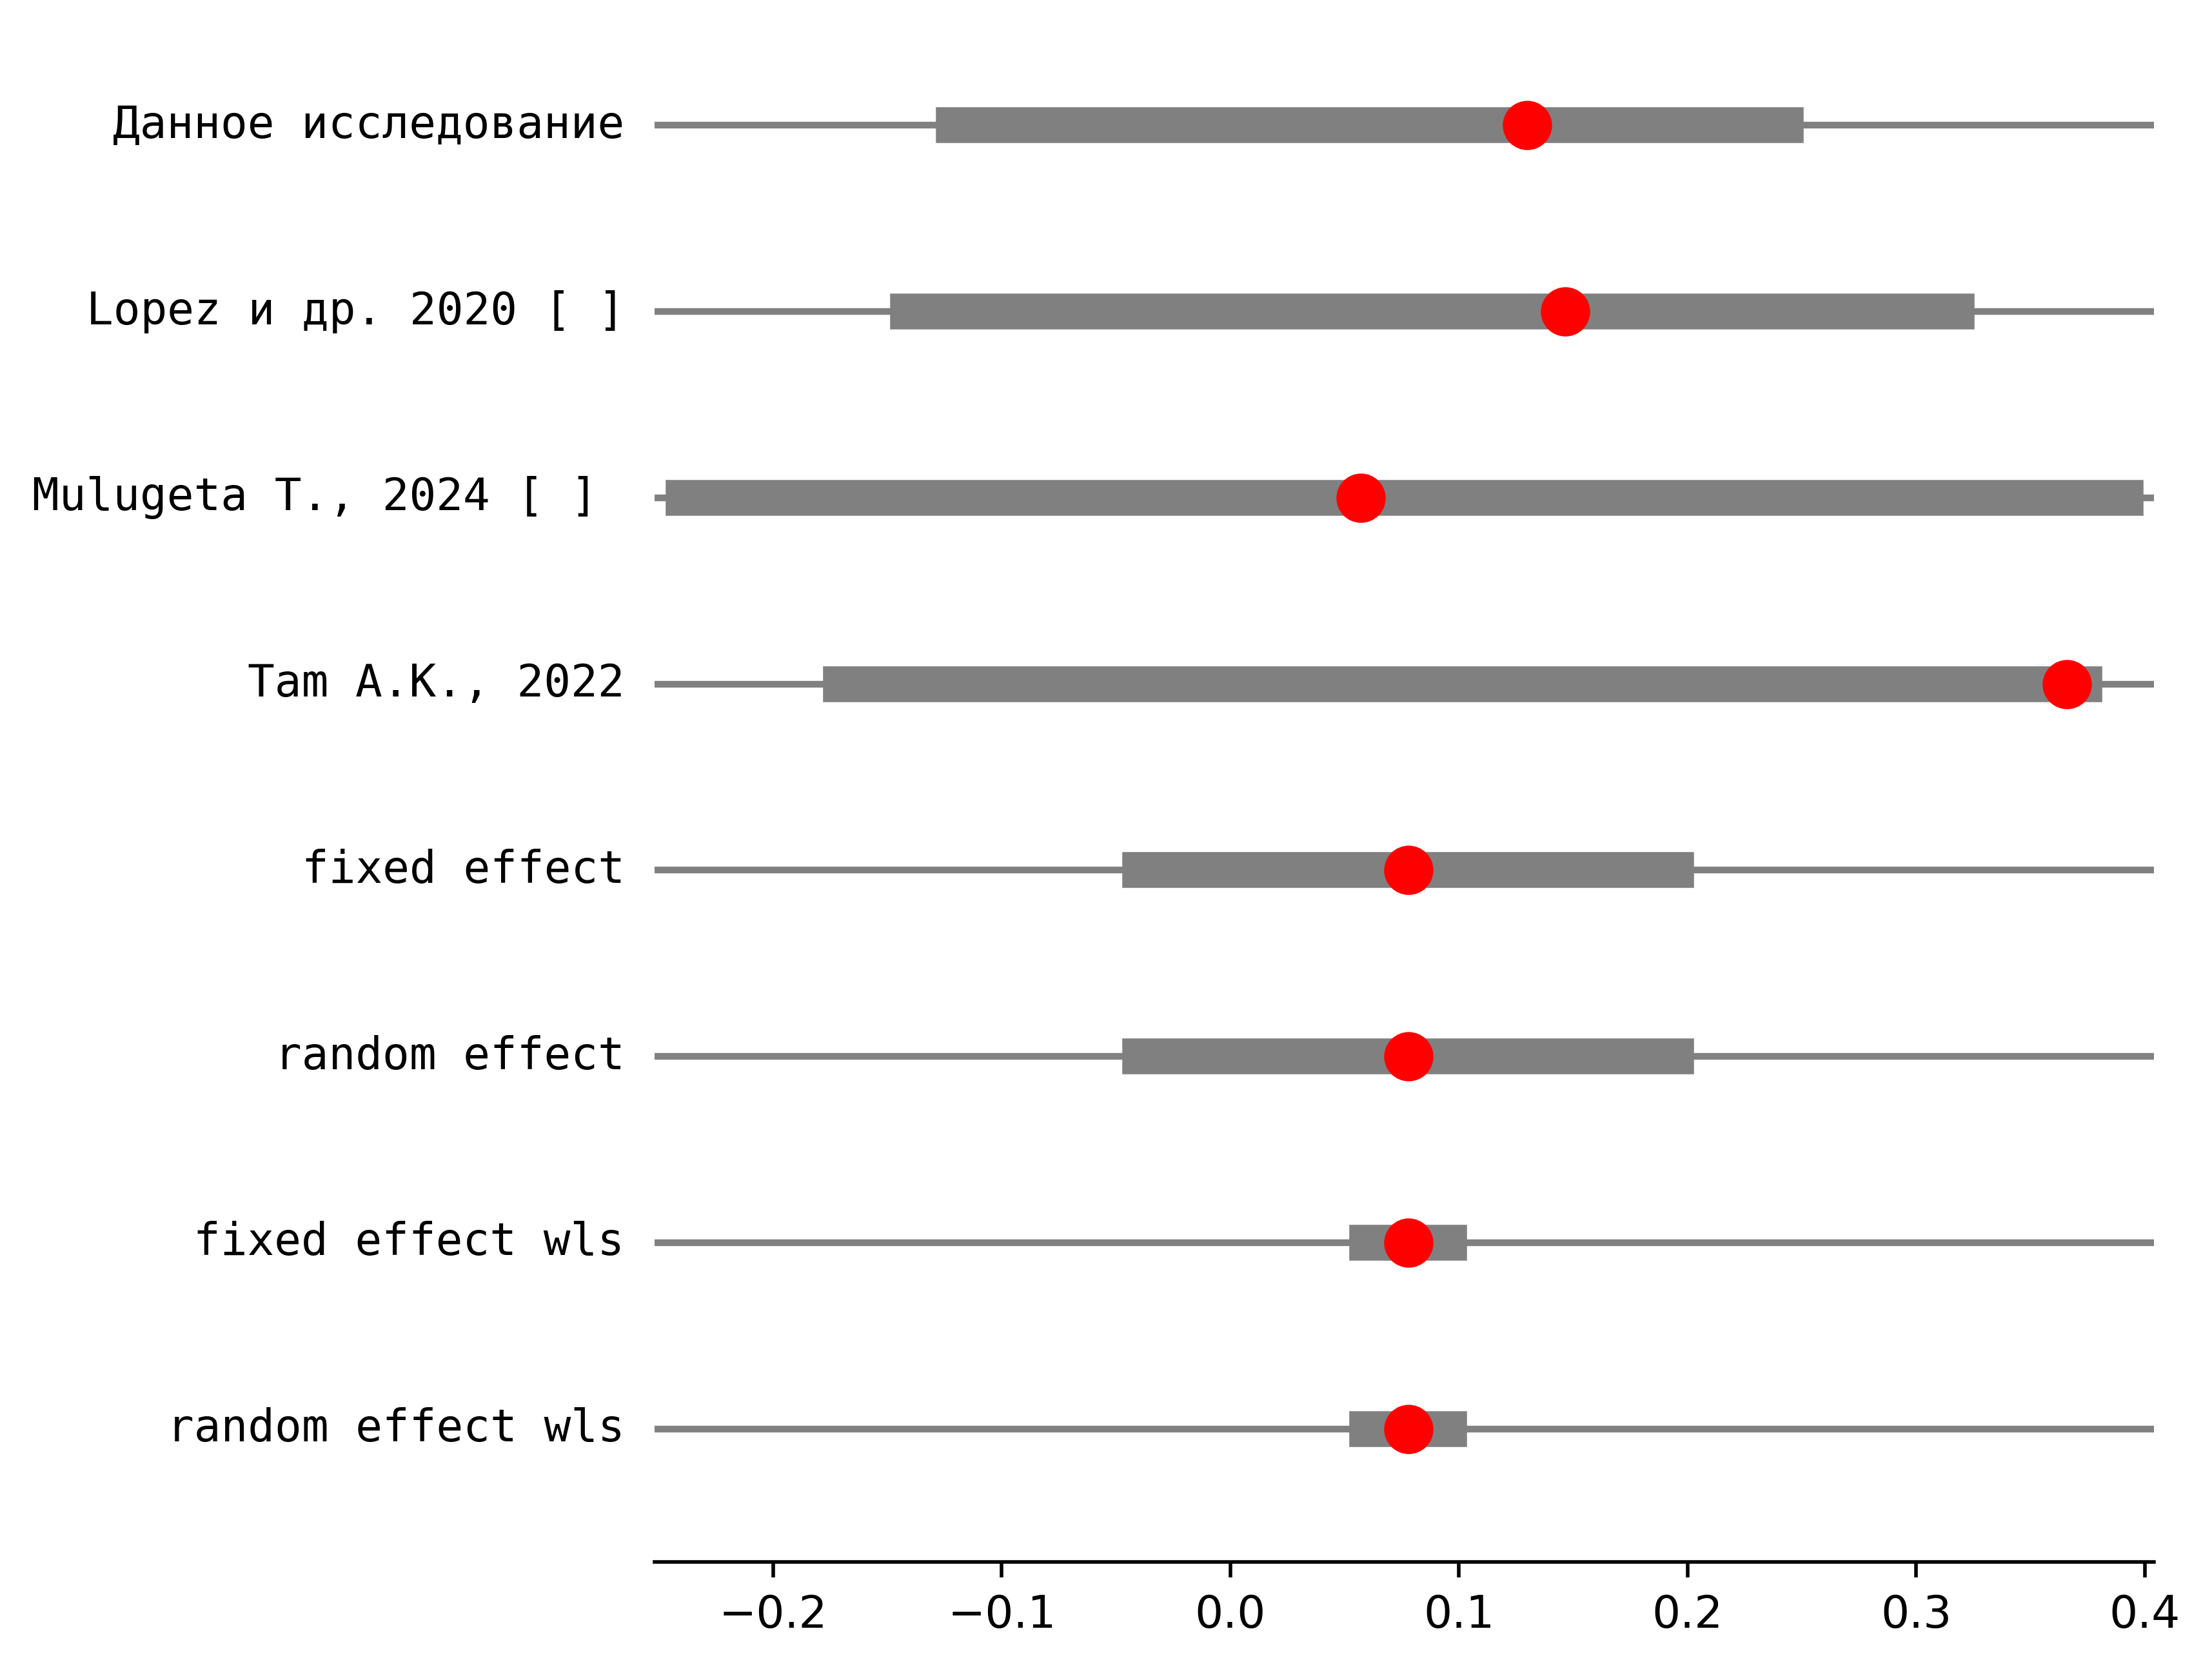 Данное исследование
Lopez и др. 2020 [ ]
Mulugeta T., 2024 [ ]
Tam A.K., 2022
fixed effect
random effect
fixed effect wls
random effect wls
−0.2 −0.1 0.0 0.1 0.2 0.3 0.4